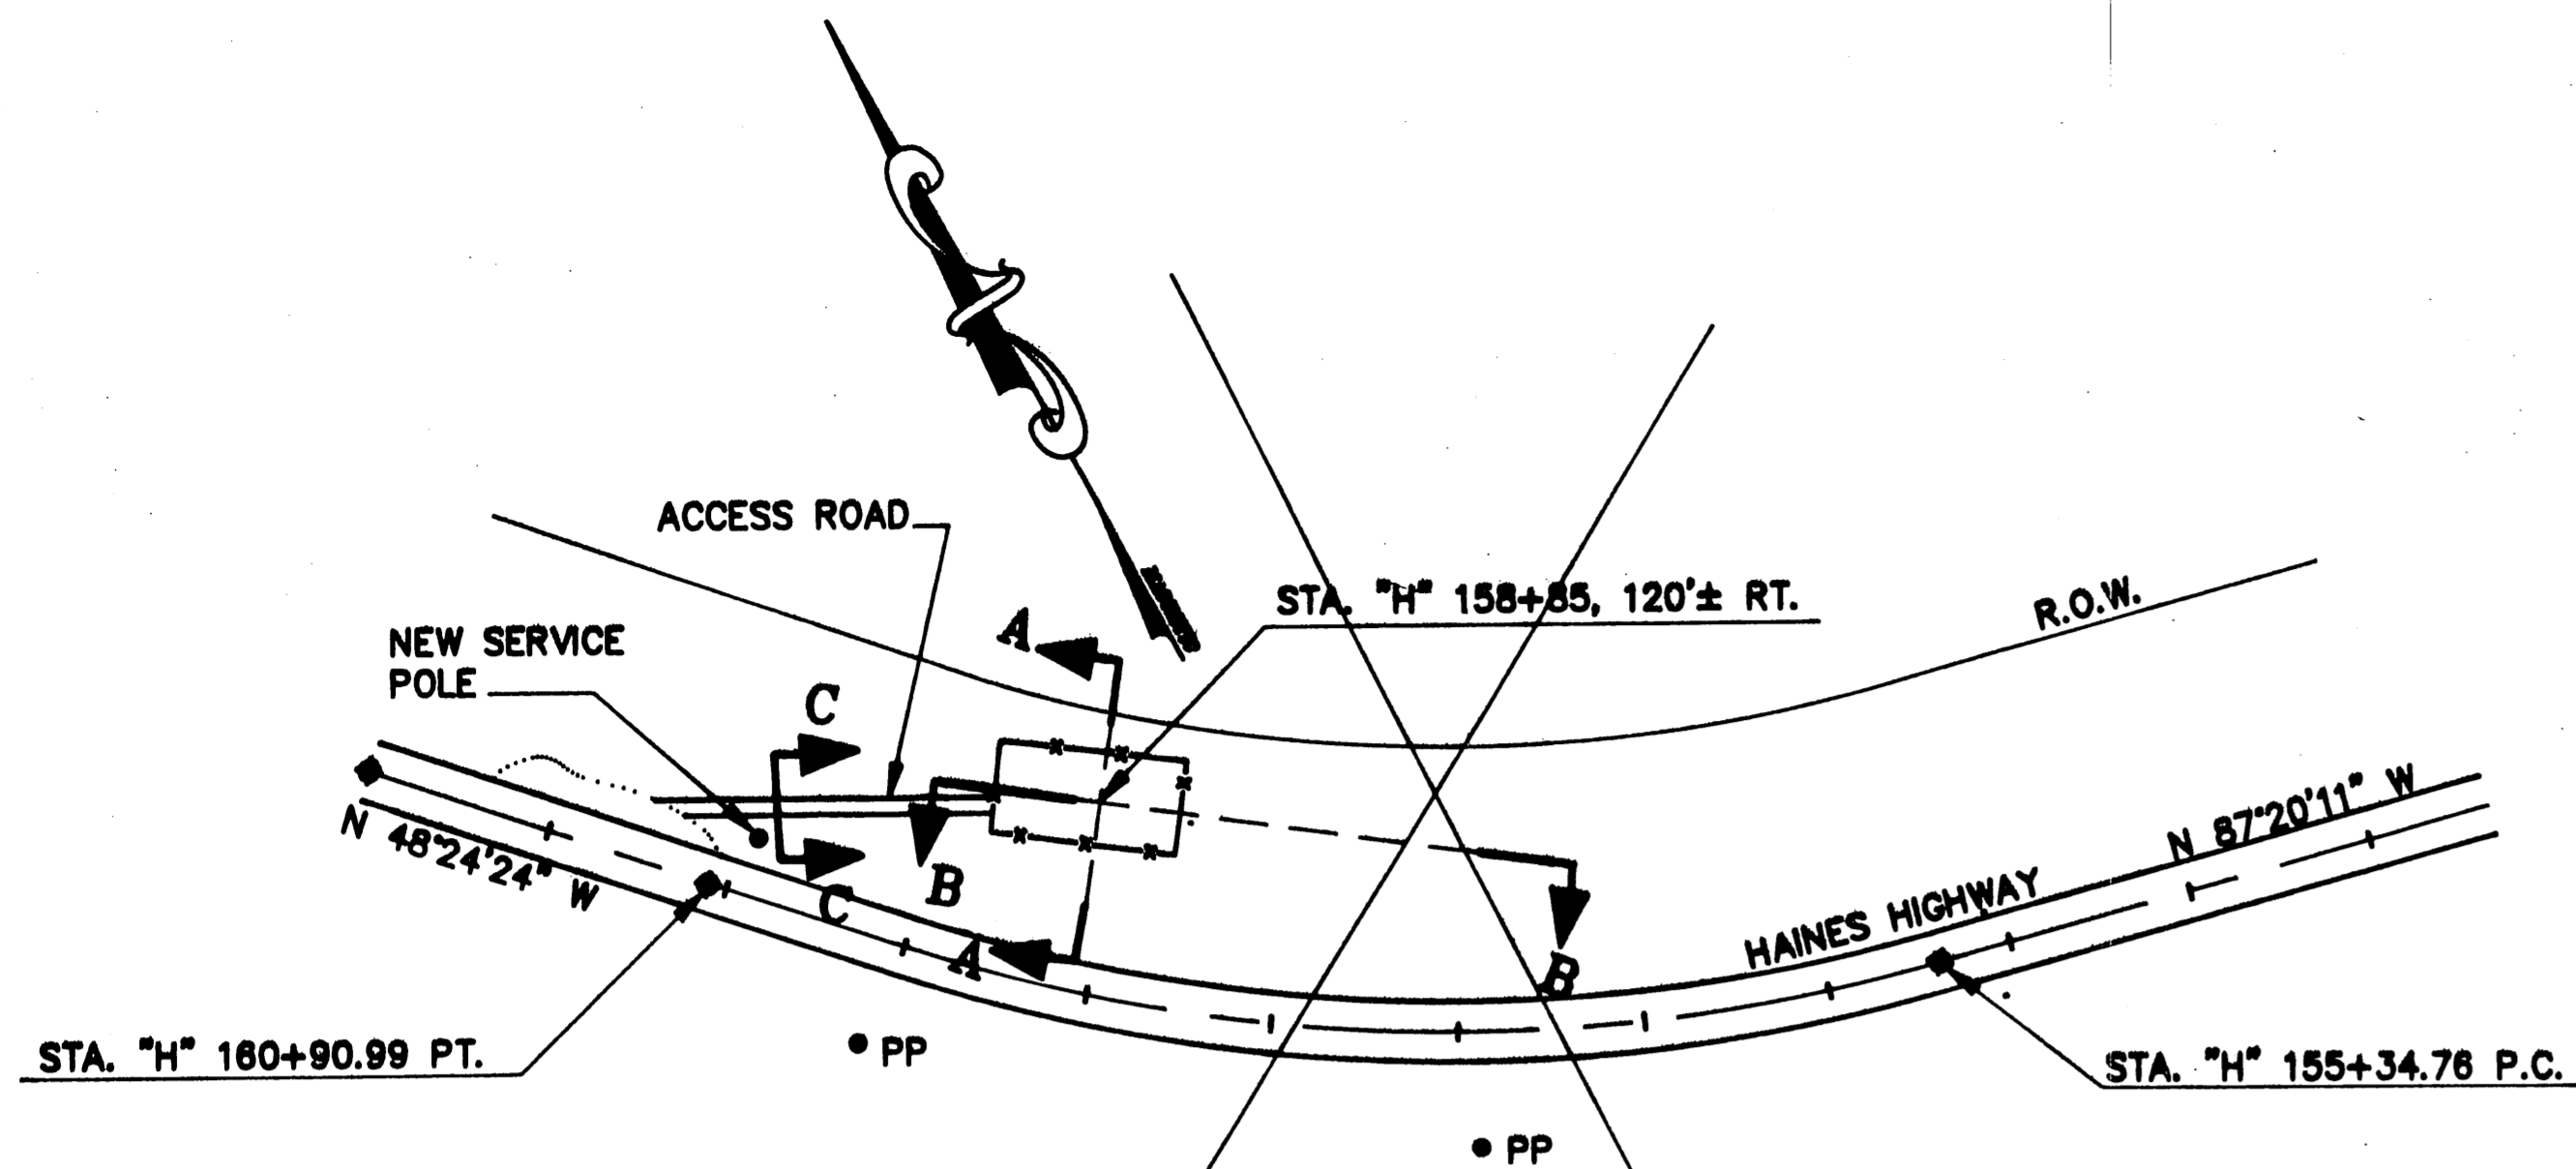 ACCESS ROAD
STA. "H" 158+85, 120'± RT.
R.O.W.
A
NEW SERVICE
POLE
C
N 48°24'24" W
N 87°20'11" W
B
C
HAINES HIGHWAY
A
B
STA. "H" 160+90.99 PT.
PP
STA. "H" 155+34.76 P.C.
PP